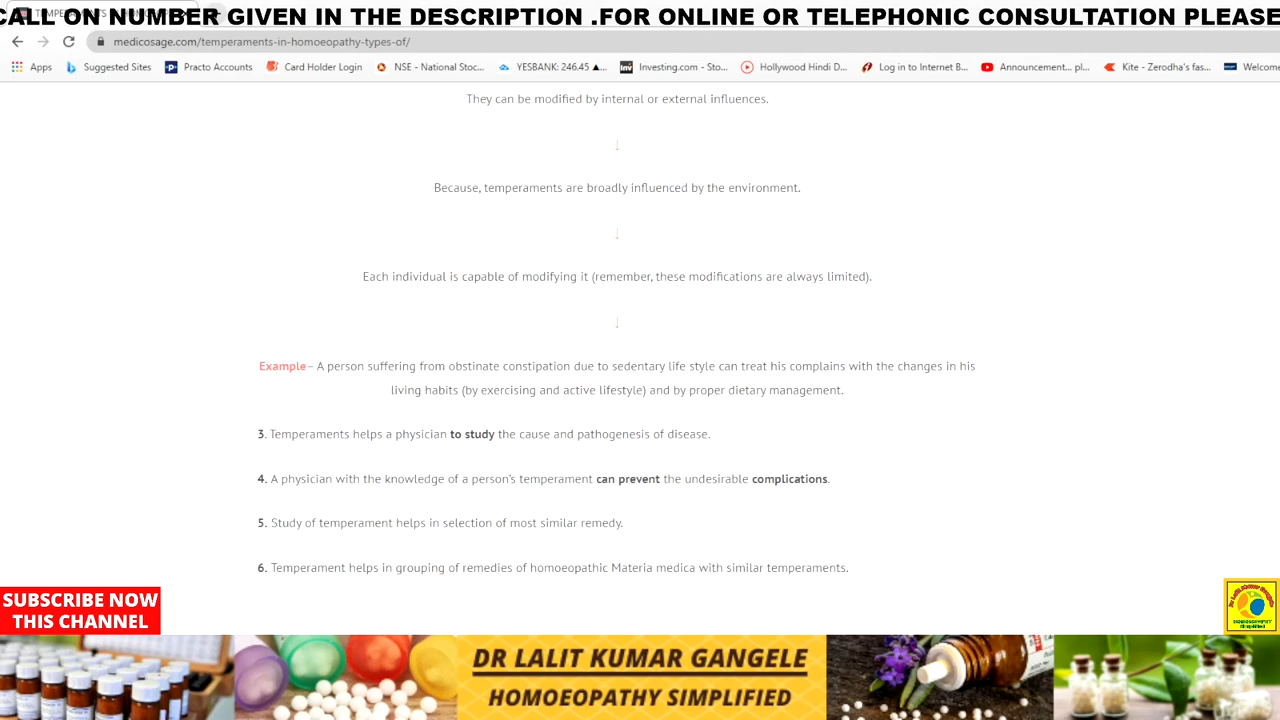 CALL ON NUMBER GIVEN IN THE DESCRIPTION .FOR ONLINE OR TELEPHONIC CONSULTATION PLEASE
medicosage.com/temperaments-in-homoeopathy-types-of/
Apps Suggested Sites Practo Accounts Card Holder Login NSE - National Stoc... YESBANK: 246.45 ▲... Investing.com - Sto... Hollywood Hindi D... Log in to Internet B... Announcement... pl... Kite - Zerodha's fas... Welcome
They can be modified by internal or external influences.
↓
Because, temperaments are broadly influenced by the environment.
↓
Each individual is capable of modifying it (remember, these modifications are always limited).
↓
Example – A person suffering from obstinate constipation due to sedentary life style can treat his complains with the changes in his
living habits (by exercising and active lifestyle) and by proper dietary management.
3. Temperaments helps a physician to study the cause and pathogenesis of disease.
4. A physician with the knowledge of a person's temperament can prevent the undesirable complications.
5. Study of temperament helps in selection of most similar remedy.
6. Temperament helps in grouping of remedies of homoeopathic Materia medica with similar temperaments.
SUBSCRIBE NOW
THIS CHANNEL
DR LALIT KUMAR GANGELE
HOMOEOPATHY SIMPLIFIED